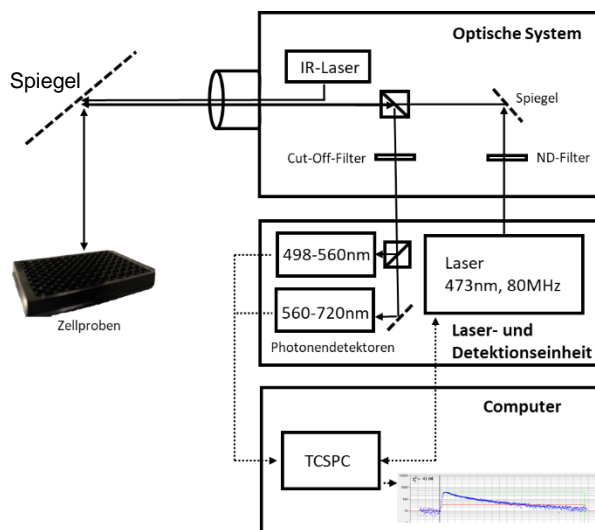 Optische System
IR-Laser
Spiegel
Spiegel
Cut-Off-Filter
ND-Filter
498-560nm
560-720nm
Photonendetektoren
Laser
473nm, 80MHz
Laser- und
Detektionseinheit
Zellproben
Computer
TCSPC